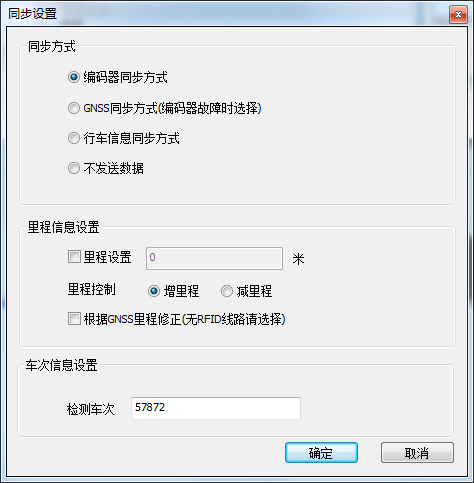 同步设置
同步方式
编码器同步方式
GNSS同步方式(编码器故障时选择)
行车信息同步方式
不发送数据
里程信息设置
里程设置 0 米
里程控制 增里程 减里程
根据GNSS里程修正(无RFID线路请选择)
车次信息设置
检测车次 57872
确定 取消